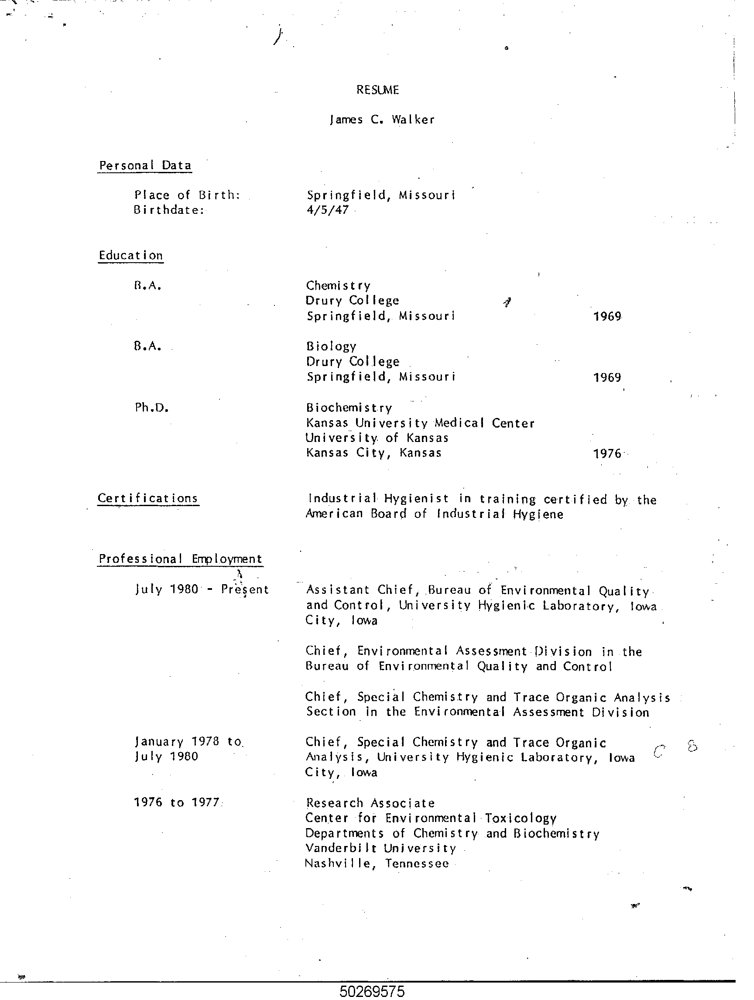 RESUME
James C. Walker
Personal Data
Place of Birth: Springfield, Missouri
Birthdate: 4/5/47
Education
B.A. Chemistry
Drury College
Springfield, Missouri 1969
B.A. Biology
Drury College
Springfield, Missouri 1969
Ph.D. Biochemistry
Kansas University Medical Center
University of Kansas
Kansas City, Kansas 1976
Certifications Industrial Hygienist in training certified by the
American Board of Industrial Hygiene
Professional Employment
July 1980 - Present Assistant Chief, Bureau of Environmental Quality
and Control, University Hygienic Laboratory, Iowa
City, Iowa
Chief, Environmental Assessment Division in the
Bureau of Environmental Quality and Control
Chief, Special Chemistry and Trace Organic Analysis
Section in the Environmental Assessment Division
January 1978 to Chief, Special Chemistry and Trace Organic
July 1980 Analysis, University Hygienic Laboratory, Iowa
City, Iowa
1976 to 1977 Research Associate
Center for Environmental Toxicology
Departments of Chemistry and Biochemistry
Vanderbilt University
Nashville, Tennessee
50269575